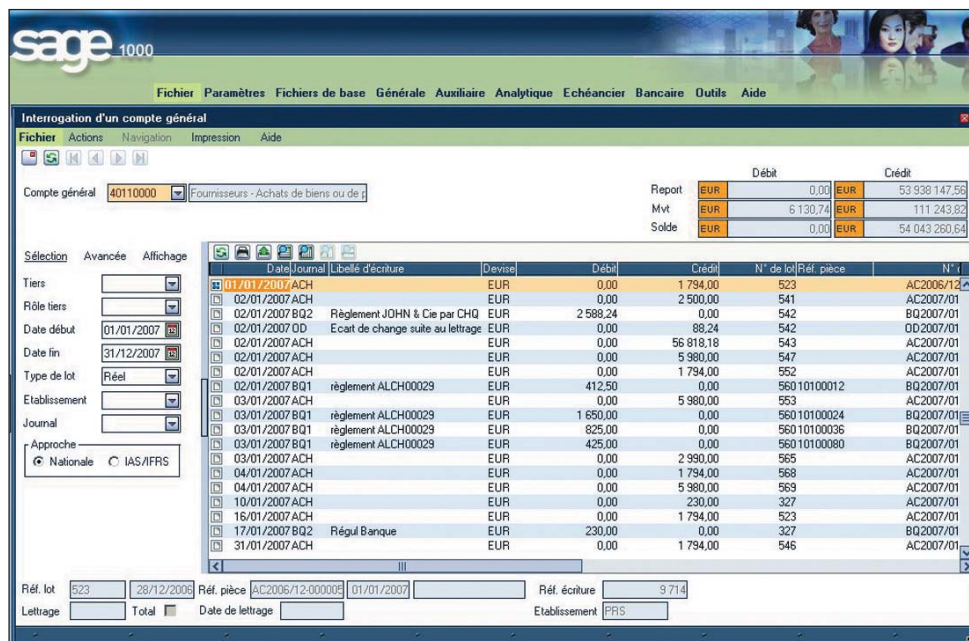 sage 1000
Fichier Paramètres Fichiers de base Générale Auxiliaire Analytique Echéancier Bancaire Outils Aide
Interrogation d'un compte général
Fichier Actions Navigation Impression Aide
Débit Crédit
Compte général 40110000 Fournisseurs - Achats de biens ou de p
Report EUR 0,00 EUR 53 938 147,56
Mvt EUR 6 130,74 EUR 111 243,82
Solde EUR 0,00 EUR 54 043 260,64
Sélection Avancée Affichage
Tiers
Rôle tiers
Date début 01/01/2007
Date fin 31/12/2007
Type de lot Réel
Etablissement
Journal
Approche
Nationale IAS/IFRS
Date Journal Libellé d'écriture Devise Débit Crédit N° de lot Réf. pièce N°
01/01/2007 ACH EUR 0,00 1 794,00 523 AC2006/12
02/01/2007 ACH EUR 0,00 2 500,00 541 AC2007/01
02/01/2007 BQ2 Règlement JOHN & Cie par CHQ EUR 2 588,24 0,00 542 BQ2007/01
02/01/2007 OD Ecart de change suite au lettrage EUR 0,00 88,24 542 OD2007/01
02/01/2007 ACH EUR 0,00 56 818,18 543 AC2007/01
02/01/2007 ACH EUR 0,00 5 980,00 547 AC2007/01
02/01/2007 ACH EUR 0,00 1 794,00 552 AC2007/01
02/01/2007 BQ1 règlement ALCH00029 EUR 412,50 0,00 560 10100012 BQ2007/01
03/01/2007 ACH EUR 0,00 5 980,00 553 AC2007/01
03/01/2007 BQ1 règlement ALCH00029 EUR 1 650,00 0,00 560 10100024 BQ2007/01
03/01/2007 BQ1 règlement ALCH00029 EUR 825,00 0,00 560 10100036 BQ2007/01
03/01/2007 BQ1 règlement ALCH00029 EUR 425,00 0,00 560 10100080 BQ2007/01
03/01/2007 ACH EUR 0,00 2 990,00 565 AC2007/01
04/01/2007 ACH EUR 0,00 1 794,00 568 AC2007/01
04/01/2007 ACH EUR 0,00 5 980,00 569 AC2007/01
10/01/2007 ACH EUR 0,00 230,00 327 AC2007/01
16/01/2007 ACH EUR 0,00 1 794,00 523 AC2007/01
17/01/2007 BQ2 Régul Banque EUR 230,00 0,00 327 BQ2007/01
31/01/2007 ACH EUR 0,00 1 794,00 546 AC2007/01
Réf. lot 523 28/12/2006 Réf. pièce AC2006/12-000005 01/01/2007 Réf. écriture 9 714
Lettrage Total Date de lettrage Etablissement PRS